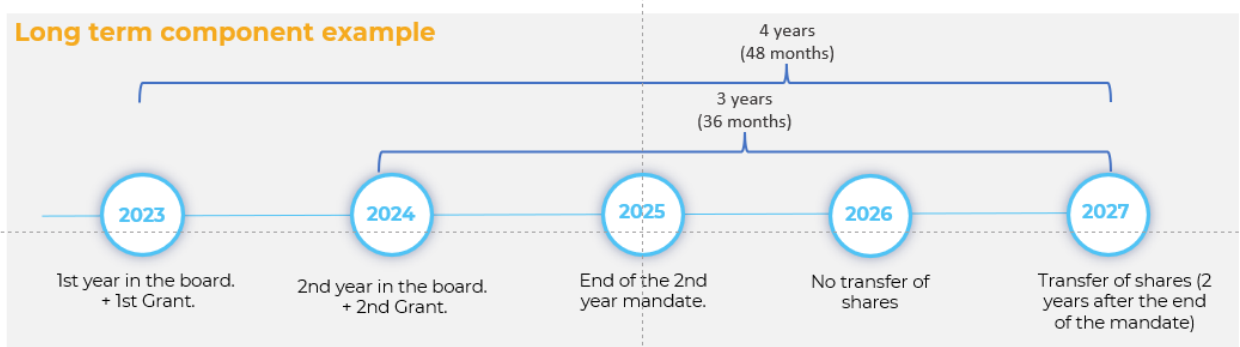 Long term component example
4 years
(48 months)
3 years
(36 months)
2023
2024
2025
2026
2027
1st year in the board.
+ 1st Grant.
2nd year in the board.
+ 2nd Grant.
End of the 2nd
year mandate.
No transfer of
shares
Transfer of shares (2
years after the end
of the mandate)